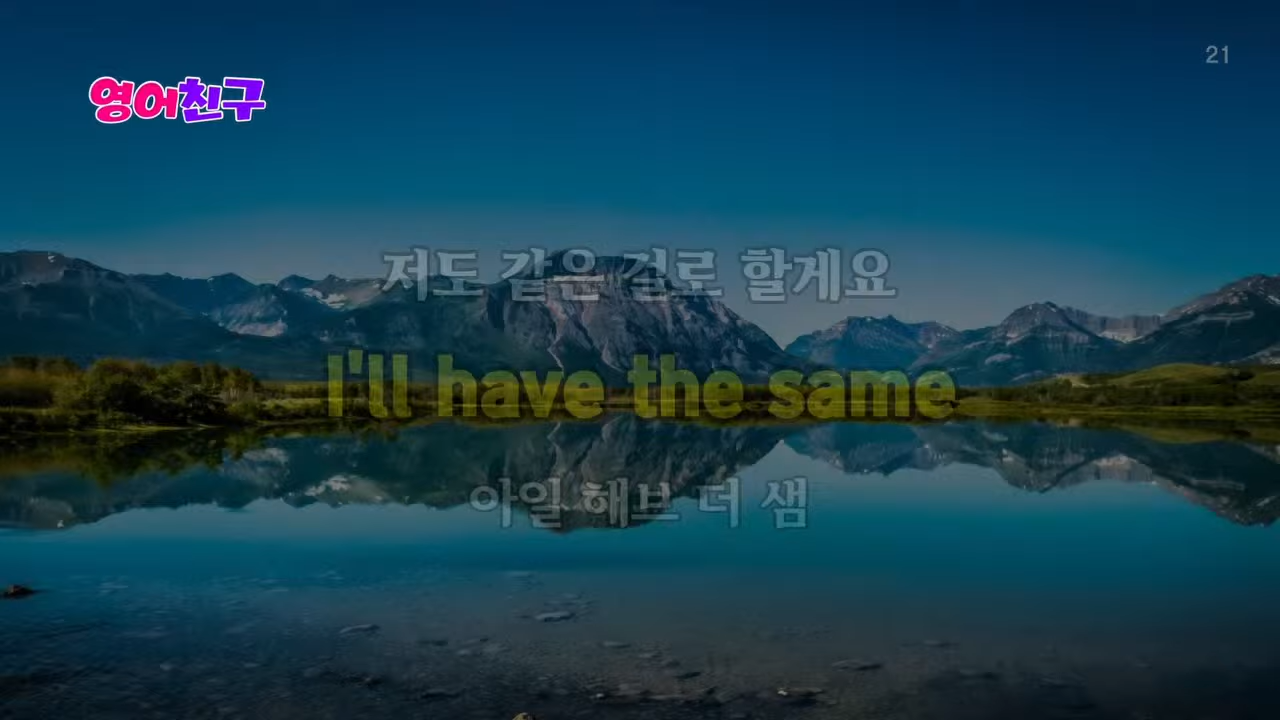 21
영어친구
저도 같은 걸로 할게요
I'll have the same
아일 해브 더 샘